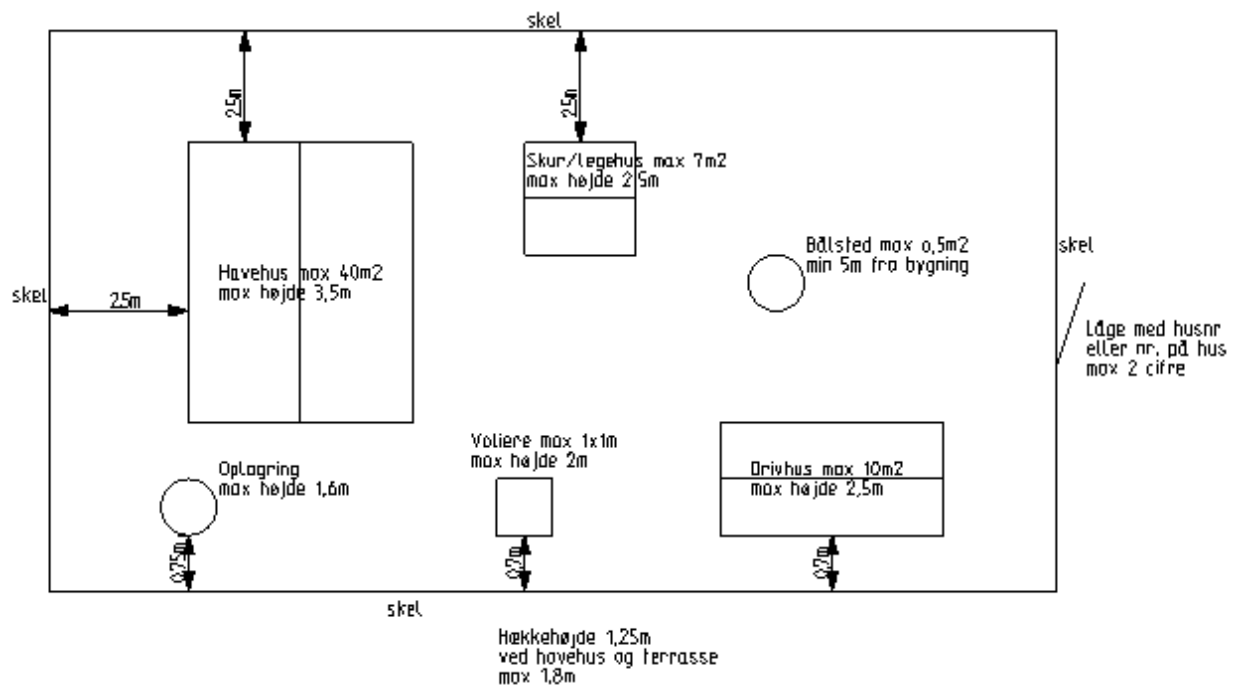 skel
2.5m
2.5m
Skur/legehus max 7m2
max højde 2,5m
Havehus max 40m2
max højde 3,5m
Bålsted max 0,5m2
min 5m fra bygning
skel
skel
2.5m
Låge med husnr
eller nr. på hus
max 2 cifre
Oplagring
max højde 1,6m
Voliere max 1x1m
max højde 2m
Drivhus max 10m2
max højde 2,5m
0,75m
0,7m
0,7m
skel
Hækkehøjde 1,25m
ved havehus og terrasse
max 1,8m